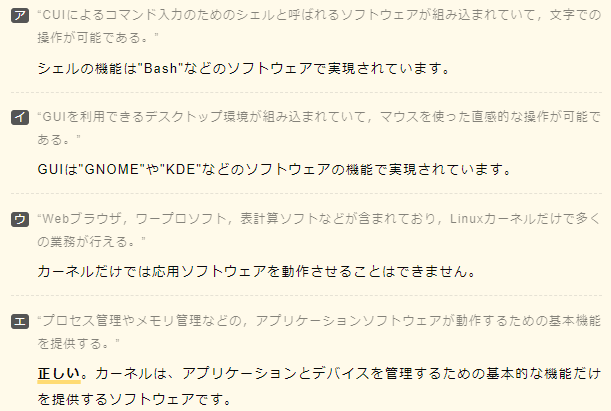 ア “CUIによるコマンド入力のためのシェルと呼ばれるソフトウェアが組み込まれていて，文字での
操作が可能である。”
シェルの機能は"Bash"などのソフトウェアで実現されています。
イ “GUIを利用できるデスクトップ環境が組み込まれていて，マウスを使った直感的な操作が可能で
ある。”
GUIは"GNOME"や"KDE"などのソフトウェアの機能で実現されています。
ウ “Webブラウザ，ワープロソフト，表計算ソフトなどが含まれており，Linuxカーネルだけで多く
の業務が行える。”
カーネルだけでは応用ソフトウェアを動作させることはできません。
エ “プロセス管理やメモリ管理などの，アプリケーションソフトウェアが動作するための基本機能
を提供する。”
正しい。カーネルは、アプリケーションとデバイスを管理するための基本的な機能だけ
を提供するソフトウェアです。